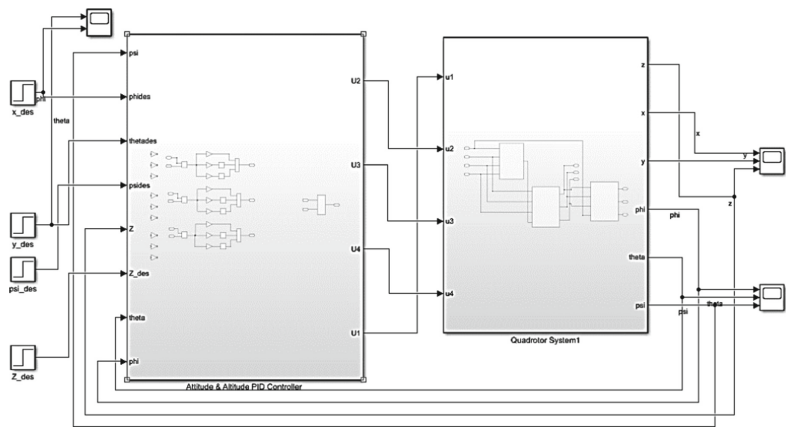 psi
phides
x_des
phi
theta
thetades
psides
y_des
Z
psi_des
Z_des
theta
phi
Z_des
U2
U3
U4
U1
Attitude & Altitude PID Controller
u1
u2
u3
u4
z
x
y
phi
theta
psi
Quadrotor System1
x
y
z
phi
psi
theta